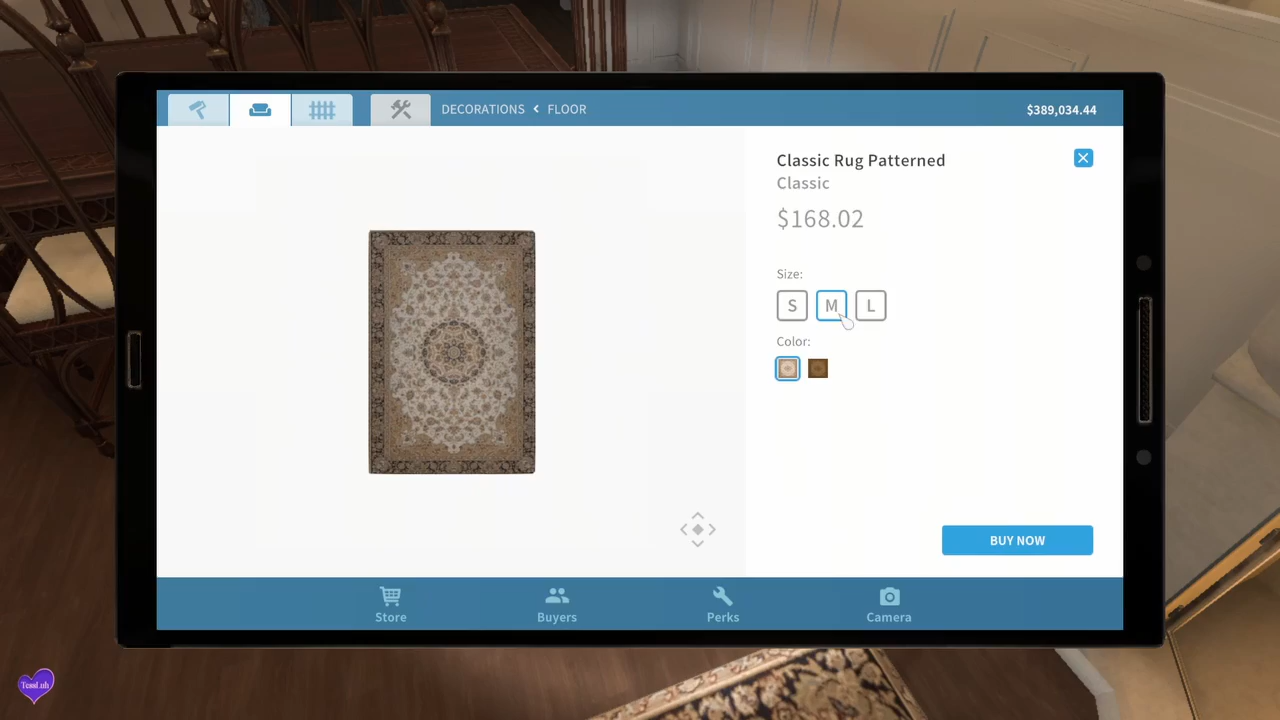 DECORATIONS < FLOOR
$389,034.44
Classic Rug Patterned
Classic
$168.02
Size:
S M L
Color:
BUY NOW
Store Buyers Perks Camera
TessLuh